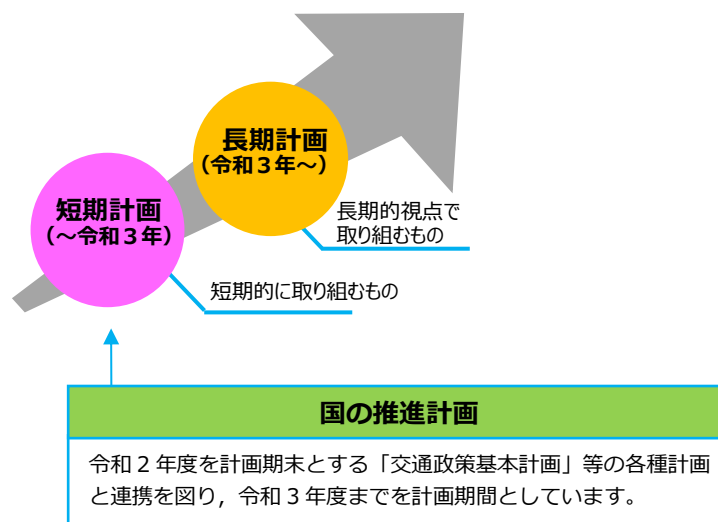 長期計画
(令和3年~)
短期計画
(~令和3年)
長期的視点で
取り組むもの
短期的に取り組むもの
国の推進計画
令和2年度を計画期末とする「交通政策基本計画」等の各種計画
と連携を図り,令和3年度までを計画期間としています。